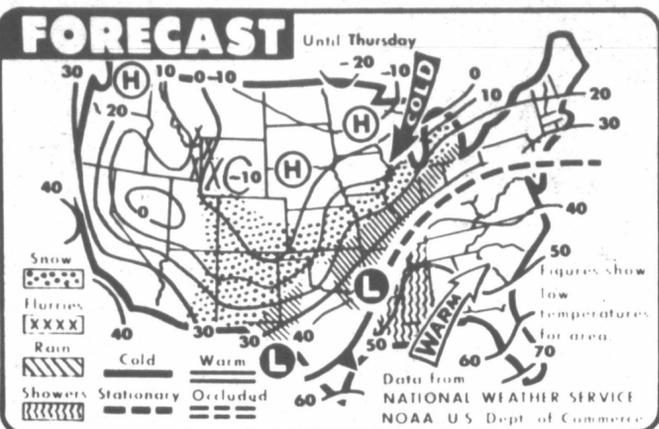 FORECAST
Until Thursday
30
H
10
-0
-10
-20
-10
COLD
0
10
20
30
20
H
H
-10
0
40
40
50
Snow
Flurries
Rain
Showers
Cold
Warm
Stationary
Occluded
40
30
30
40
L
L
50
60
WARM
60
70
Figures show
low
temperatures
for area.
Data from
NATIONAL WEATHER SERVICE
NOAA U S Dept of Commerce